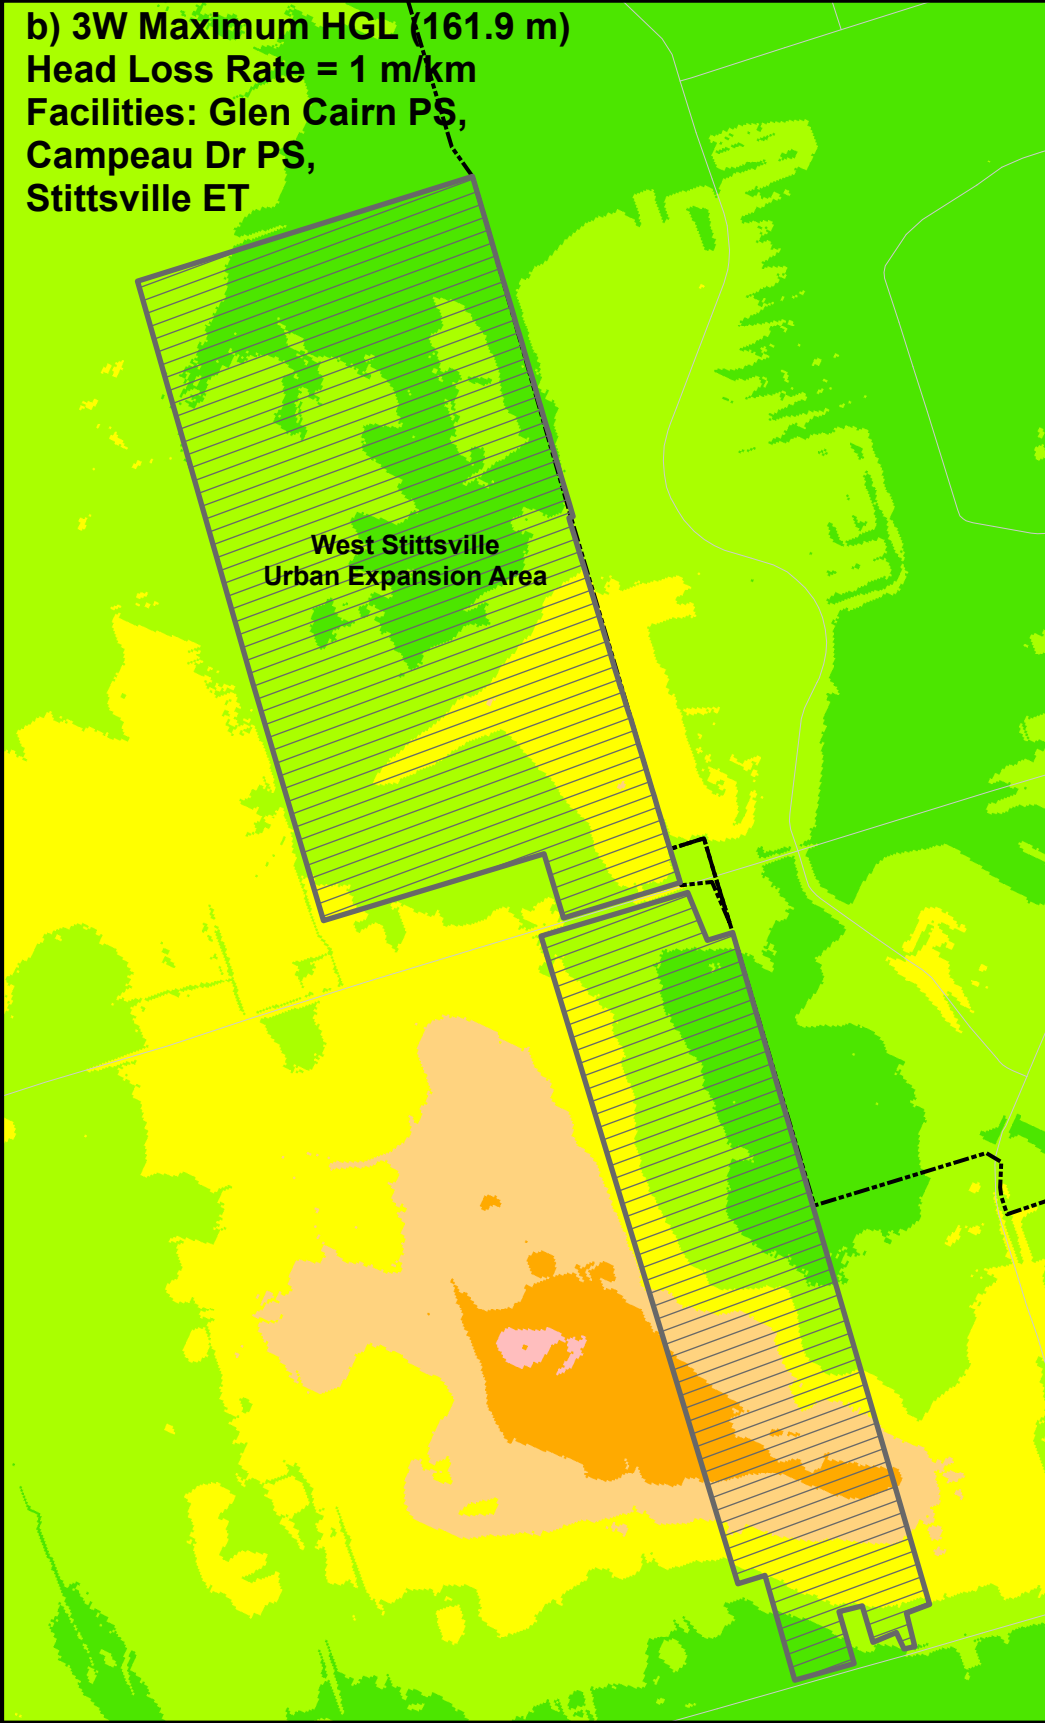 b) 3W Maximum HGL (161.9 m)
Head Loss Rate = 1 m/km
Facilities: Glen Cairn PS,
Campeau Dr PS,
Stittsville ET
West Stittsville
Urban Expansion Area